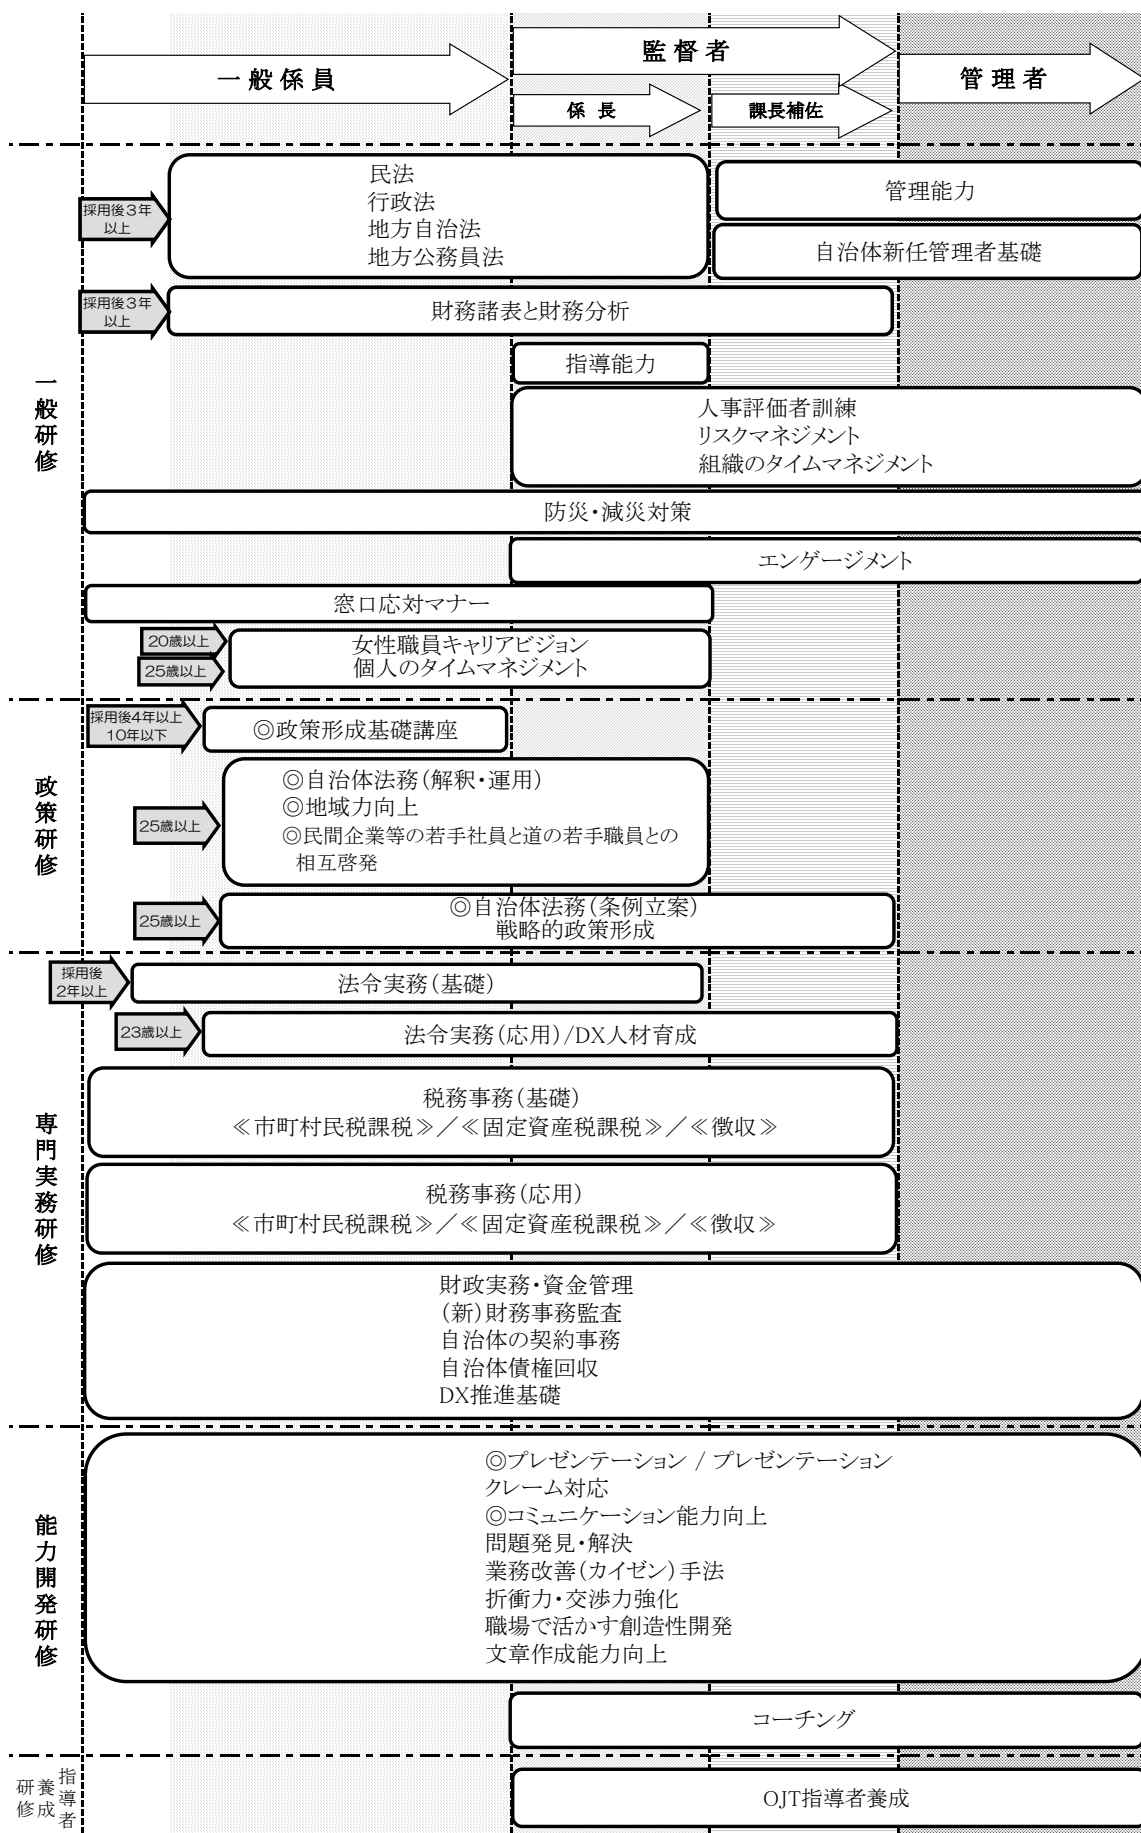 一般係員
監督者
管理者
係長
課長補佐
一般研修
採用後３年
以上
民法
行政法
地方自治法
地方公務員法
管理能力
自治体新任管理者基礎
採用後３年
以上
財務諸表と財務分析
指導能力
人事評価者訓練
リスクマネジメント
組織のタイムマネジメント
防災・減災対策
エンゲージメント
窓口応対マナー
20歳以上
25歳以上
女性職員キャリアビジョン
個人のタイムマネジメント
政策研修
採用後4年以上
10年以下
◎政策形成基礎講座
25歳以上
◎自治体法務（解釈・運用）
◎地域力向上
◎民間企業等の若手社員と道の若手職員との
相互啓発
25歳以上
◎自治体法務（条例立案）
戦略的政策形成
専門実務研修
採用後
2年以上
法令実務（基礎）
23歳以上
法令実務（応用）/DX人材育成
税務事務（基礎）
≪市町村民税課税≫／≪固定資産税課税≫／≪徴収≫
税務事務（応用）
≪市町村民税課税≫／≪固定資産税課税≫／≪徴収≫
財政実務・資金管理
（新）財務事務監査
自治体の契約事務
自治体債権回収
DX推進基礎
能力開発研修
◎プレゼンテーション / プレゼンテーション
クレーム対応
◎コミュニケーション能力向上
問題発見・解決
業務改善（カイゼン）手法
折衝力・交渉力強化
職場で活かす創造性開発
文章作成能力向上
コーチング
指導者
養成
研修
OJT指導者養成